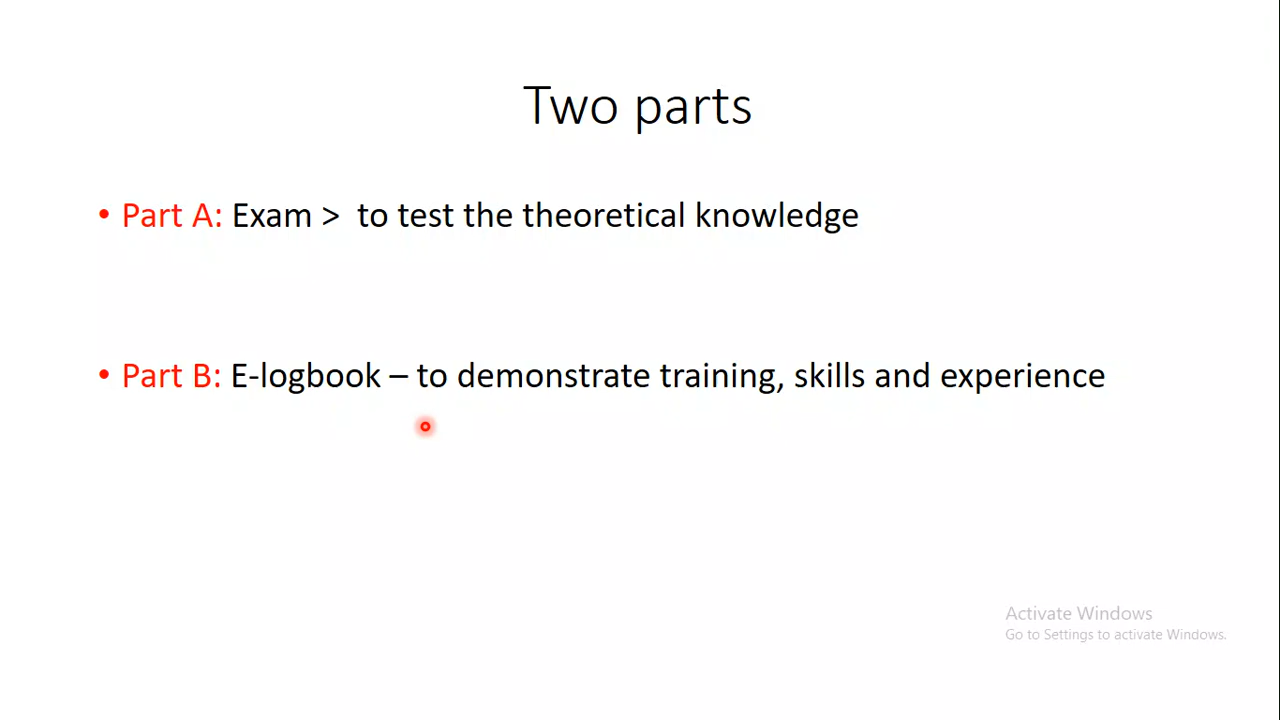 Two parts
• Part A: Exam > to test the theoretical knowledge
• Part B: E-logbook – to demonstrate training, skills and experience
Activate Windows
Go to Settings to activate Windows.